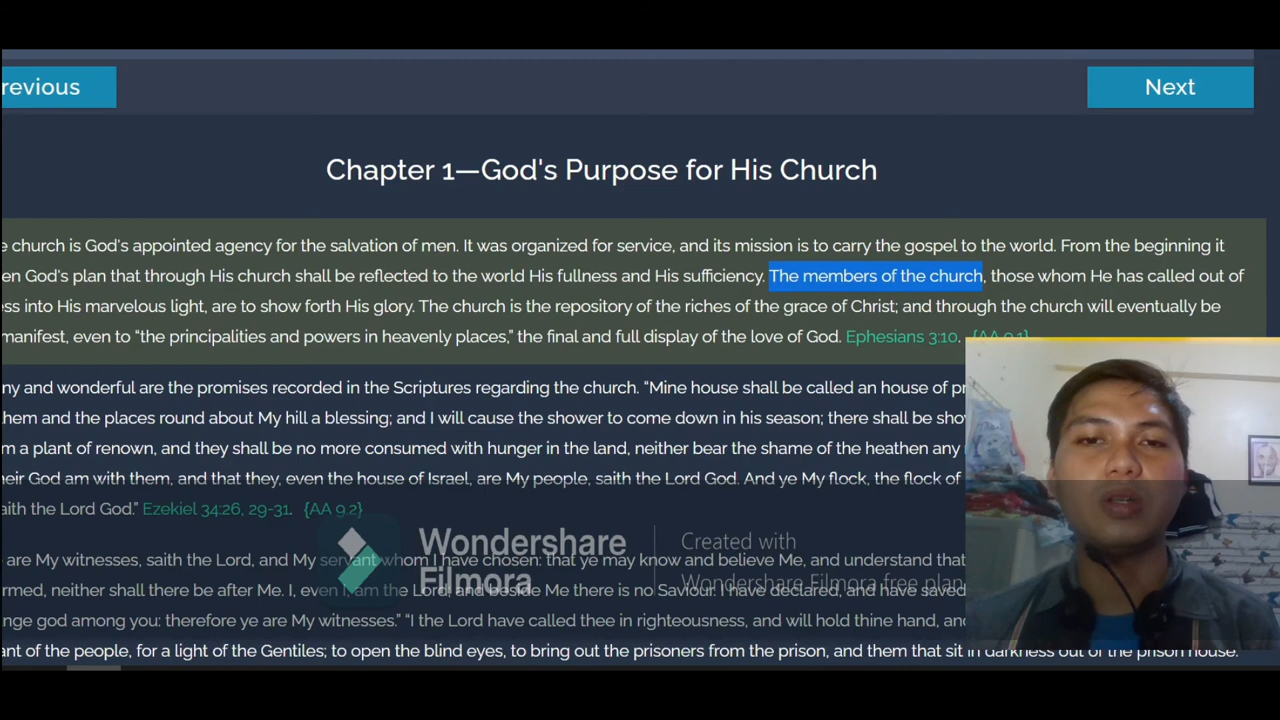 revious
Next
Chapter 1—God's Purpose for His Church
e church is God's appointed agency for the salvation of men. It was organized for service, and its mission is to carry the gospel to the world. From the beginning it
en God's plan that through His church shall be reflected to the world His fullness and His sufficiency. The members of the church, those whom He has called out of
ss into His marvelous light, are to show forth His glory. The church is the repository of the riches of the grace of Christ; and through the church will eventually be
manifest, even to “the principalities and powers in heavenly places,” the final and full display of the love of God. Ephesians 3:10. {AA 9.1}
ny and wonderful are the promises recorded in the Scriptures regarding the church. “Mine house shall be called an house of pr
hem and the places round about My hill a blessing; and I will cause the shower to come down in his season; there shall be show
m a plant of renown, and they shall be no more consumed with hunger in the land, neither bear the shame of the heathen any
heir God am with them, and that they, even the house of Israel, are My people, saith the Lord God. And ye My flock, the flock of
aith the Lord God.” Ezekiel 34:26, 29-31. {AA 9.2}
Wondershare
Filmora
Created with
Wondershare Filmora free plan
are My witnesses, saith the Lord, and My servant whom I have chosen: that ye may know and believe Me, and understand that
rmed, neither shall there be after Me. I, even I, am the Lord; and beside Me there is no Saviour. I have declared, and have saved
nge god among you: therefore ye are My witnesses.” “I the Lord have called thee in righteousness, and will hold thine hand, and
ant of the people, for a light of the Gentiles; to open the blind eyes, to bring out the prisoners from the prison, and them that sit in darkness out of the prison house.